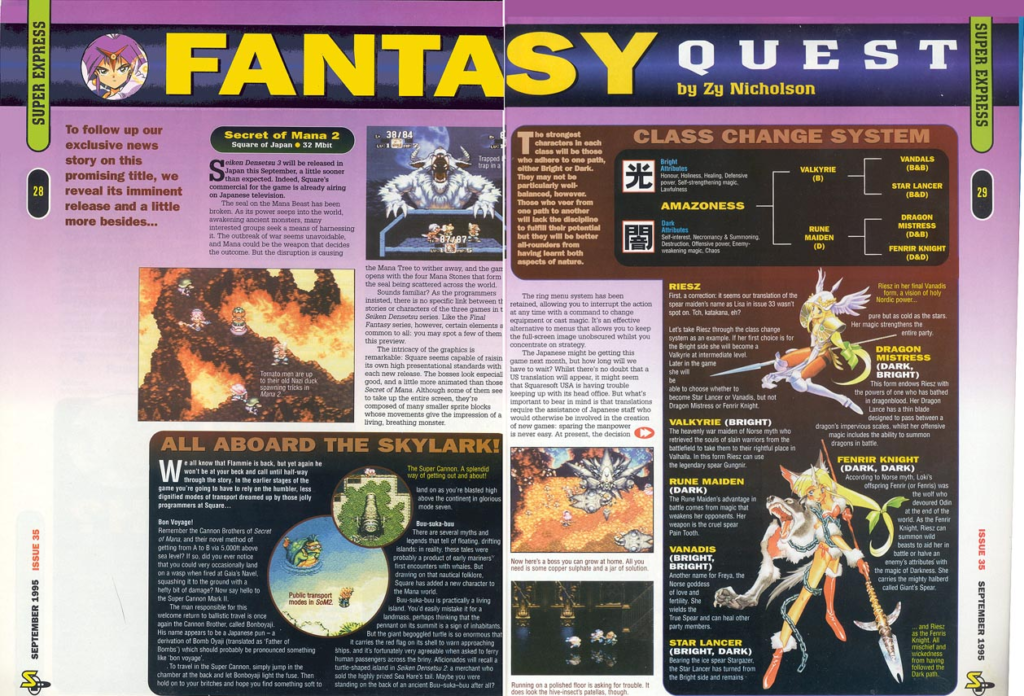 SUPER EXPRESS
FANTASY QUEST
by Zy Nicholson
SUPER EXPRESS
28
To follow up our
exclusive news
story on this
promising title, we
reveal its imminent
release and a little
more besides...
Secret of Mana 2
Square of Japan ● 32 Mbit
Seiken Densetsu 3 will be released in
Japan this September, a little sooner
than expected. Indeed, Square's
commercial for the game is already airing
on Japanese television.
The seal on the Mana Beast has been
broken. As its power seeps into the world,
awakening ancient monsters, many
interested groups seek a means of harnessing
it. The outbreak of war seems unavoidable,
and Mana could be the weapon that decides
the outcome. But the disruption is causing
38/84
Trapped
trap in a
87/87
the Mana Tree to wither away, and the gam
opens with the four Mana Stones that form
the seal being scattered across the world.
Sounds familiar? As the programmers
insisted, there is no specific link between t
stories or characters of the three games in t
Seiken Densetsu series. Like the Final
Fantasy series, however, certain elements a
common to all: you may spot a few of them
this preview.
The intricacy of the graphics is
remarkable: Square seems capable of raisin
its own high presentational standards with
each new release. The bosses look especial
good, and a little more animated than those
Secret of Mana. Although some of them see
to take up the entire screen, they're
composed of many smaller sprite blocks
whose movements give the impression of a
living, breathing monster.
Tomato men are up
to their old Nazi duck
spawning tricks in
Mana 2.
ALL ABOARD THE SKYLARK!
We all know that Flammie is back, but yet again he
won't be at your beck and call until half-way
through the story. In the earlier stages of the
game you're going to have to rely on the humbler, less
dignified modes of transport dreamed up by those jolly
programmers at Square...
Bon Voyage!
Remember the Cannon Brothers of Secret
of Mana, and their novel method of
getting from A to B via 5,000ft above
sea level? If so, did you ever notice
that you could very occasionally land
on a wasp when fired at Gaia's Navel,
squashing it to the ground with a
hefty bit of damage? Now say hello to
the Super Cannon Mark II.
The man responsible for this
welcome return to ballistic travel is once
again the Cannon Brother, called Bonboyaji.
His name appears to be a Japanese pun – a
derivation of Bomb Oyaji (translated as 'Father of
Bombs') which should probably be pronounced something
like 'bon voyage'.
To travel in the Super Cannon, simply jump in the
chamber at the back and let Bonboyaji light the fuse. Then
hold on to your britches and hope you find something soft to
The Super Cannon. A splendid
way of getting out and about!
land on as you're blasted high
above the continent in glorious
mode seven.
Buu-suka-buu
There are several myths and
legends that tell of floating, drifting
islands: in reality, these tales were
probably a product of early mariners'
first encounters with whales. But
drawing on that nautical folklore,
Square has added a new character to
the Mana world.
Buu-suka-buu is practically a living
island. You'd easily mistake it for a
landmass, perhaps thinking that the
pennant on its summit is a sign of inhabitants.
But the giant begoggled turtle is so enormous that
it carries the red flag on its shell to warn approaching
ships, and it's fortunately very agreeable when asked to ferry
human passengers across the briny. Aficionados will recall a
turtle-shaped island in Seiken Densetsu 2, a merchant who
sold the highly prized Sea Hare's tail. Maybe you were
standing on the back of an ancient Buu-suka-buu after all?
Public transport
modes in SoM2.
SEPTEMBER 1995 ISSUE 35
The strongest
characters in each
class will be those
who adhere to one path,
either Bright or Dark.
They may not be
particularly well-
balanced, however.
Those who veer from
one path to another
will lack the discipline
to fulfill their potential
but they will be better
all-rounders from
having learnt both
aspects of nature.
CLASS CHANGE SYSTEM
光
Bright
Attributes
Honour, Holiness, Healing, Defensive
power, Self-strengthening magic,
Lawfulness
AMAZONESS
闇
Dark
Attributes
Self-interest, Necromancy & Summoning,
Destruction, Offensive power, Enemy-
weakening magic, Chaos
VALKYRIE
(B)
RUNE
MAIDEN
(D)
VANDALS
(B&B)
STAR LANCER
(B&D)
DRAGON
MISTRESS
(D&B)
FENRIR KNIGHT
(D&D)
29
The ring menu system has been
retained, allowing you to interrupt the action
at any time with a command to change
equipment or cast magic. It's an effective
alternative to menus that allows you to keep
the full-screen image unobscured whilst you
concentrate on strategy.
The Japanese might be getting this
game next month, but how long will we
have to wait? Whilst there's no doubt that a
US translation will appear, it might seem
that Squaresoft USA is having trouble
keeping up with its head office. But what's
important to bear in mind is that translations
require the assistance of Japanese staff who
would otherwise be involved in the creation
of new games: sparing the manpower
is never easy. At present, the decision
Now here's a boss you can grow at home. All you
need is some copper sulphate and a jar of solution.
Running on a polished floor is asking for trouble. It
does look the hive-insect's patellas, though.
RIESZ
First, a correction: it seems our translation of the
spear maiden's name as Lisa in issue 33 wasn't
spot on. Tch, katakana, eh?
Let's take Riesz through the class change
system as an example. If her first choice is for
the Bright side she will become a
Valkyrie at intermediate level.
Later in the game
she will
be
able to choose whether to
become Star Lancer or Vanadis, but not
Dragon Mistress or Fenrir Knight.
VALKYRIE (BRIGHT)
The heavenly war maiden of Norse myth who
retrieved the souls of slain warriors from the
battlefield to take them to their rightful place in
Valhalla. In this form Riesz can use
the legendary spear Gungnir.
RUNE MAIDEN
(DARK)
The Rune Maiden's advantage in
battle comes from magic that
weakens her opponents. Her
weapon is the cruel spear
Pain Tooth.
VANADIS
(BRIGHT,
BRIGHT)
Another name for Freyja, the
Norse goddess
of love and
fertility. She
wields the
True Spear and can heal other
party members.
STAR LANCER
(BRIGHT, DARK)
Bearing the ice spear Stargazer,
the Star Lancer has turned from
the Bright side and remains
Riesz in her final Vanadis
form, a vision of holy
Nordic power...
pure but as cold as the stars.
Her magic strengthens the
entire party.
DRAGON
MISTRESS
(DARK,
BRIGHT)
This form endows Riesz with
the powers of one who has bathed
in dragonblood. Her Dragon
Lance has a thin blade
designed to pass between a
dragon's impervious scales, whilst her offensive
magic includes the ability to summon
dragons in battle.
FENRIR KNIGHT
(DARK, DARK)
According to Norse myth, Loki's
offspring Fenrir (or Fenris) was
the wolf who
devoured Odin
at the end of
the world. As the Fenrir
Knight, Riesz can
summon wild
beasts to aid her in
battle or halve an
enemy's attributes with
the magic of Darkness. She
carries the mighty halberd
called Giant's Spear.
... and Riesz
as the Fenris
Knight. All
mischief and
wickedness
from having
followed the
Dark path.
ISSUE 35 SEPTEMBER 1995